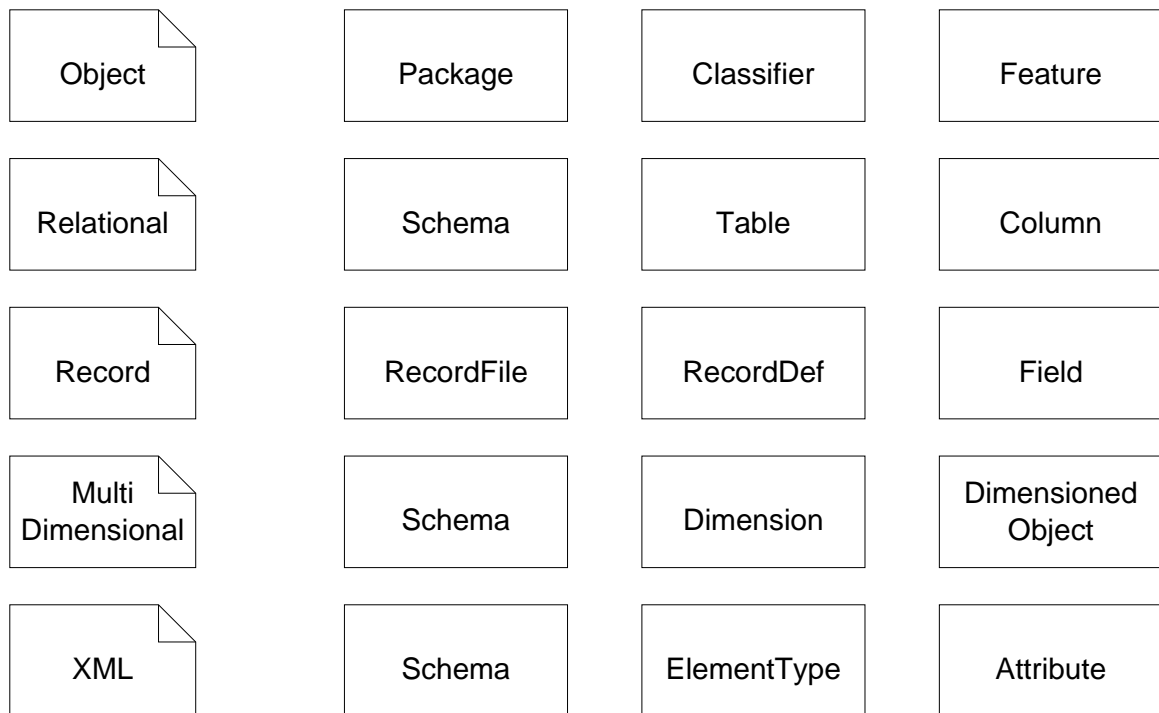 Object
Package
Classifier
Feature
Relational
Schema
Table
Column
Record
RecordFile
RecordDef
Field
Multi
Dimensional
Schema
Dimension
Dimensioned
Object
XML
Schema
ElementType
Attribute